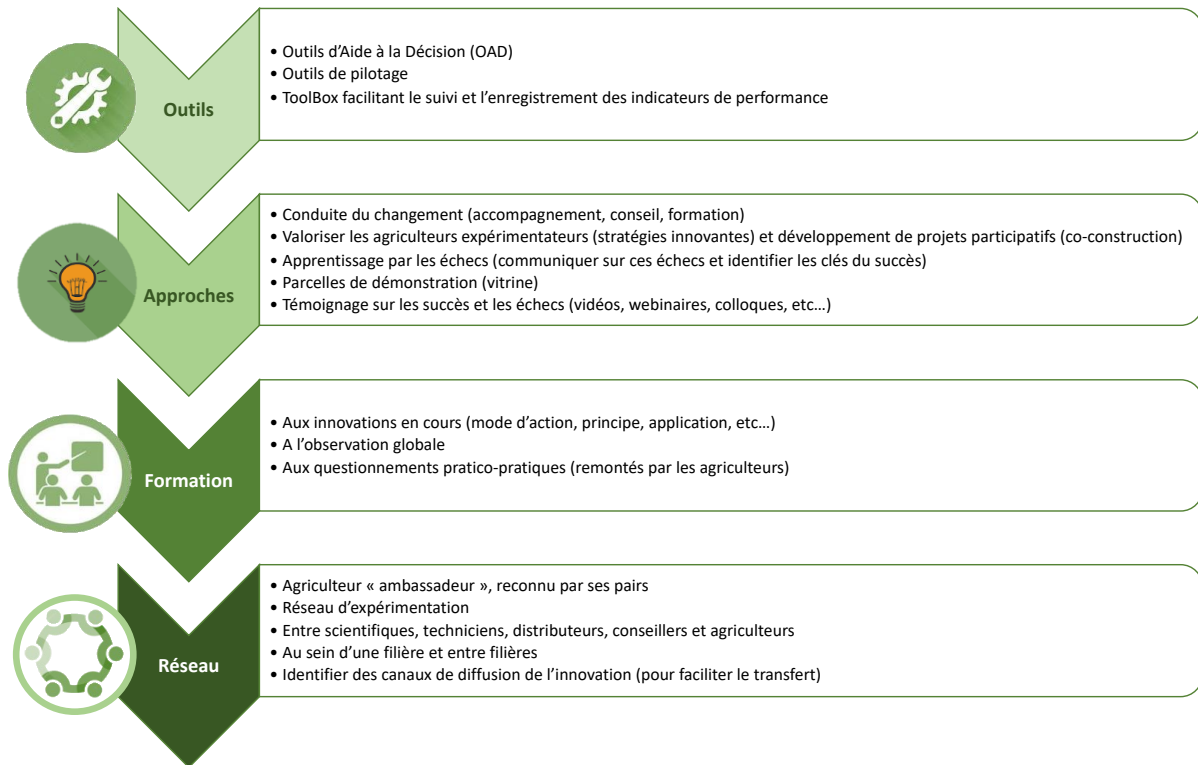 Outils
• Outils d’Aide à la Décision (OAD)
• Outils de pilotage
• ToolBox facilitant le suivi et l’enregistrement des indicateurs de performance
Approches
• Conduite du changement (accompagnement, conseil, formation)
• Valoriser les agriculteurs expérimentateurs (stratégies innovantes) et développement de projets participatifs (co-construction)
• Apprentissage par les échecs (communiquer sur ces échecs et identifier les clés du succès)
• Parcelles de démonstration (vitrine)
• Témoignage sur les succès et les échecs (vidéos, webinaires, colloques, etc…)
Formation
• Aux innovations en cours (mode d’action, principe, application, etc…)
• A l’observation globale
• Aux questionnements pratico-pratiques (remontés par les agriculteurs)
Réseau
• Agriculteur « ambassadeur », reconnu par ses pairs
• Réseau d’expérimentation
• Entre scientifiques, techniciens, distributeurs, conseillers et agriculteurs
• Au sein d’une filière et entre filières
• Identifier des canaux de diffusion de l’innovation (pour faciliter le transfert)